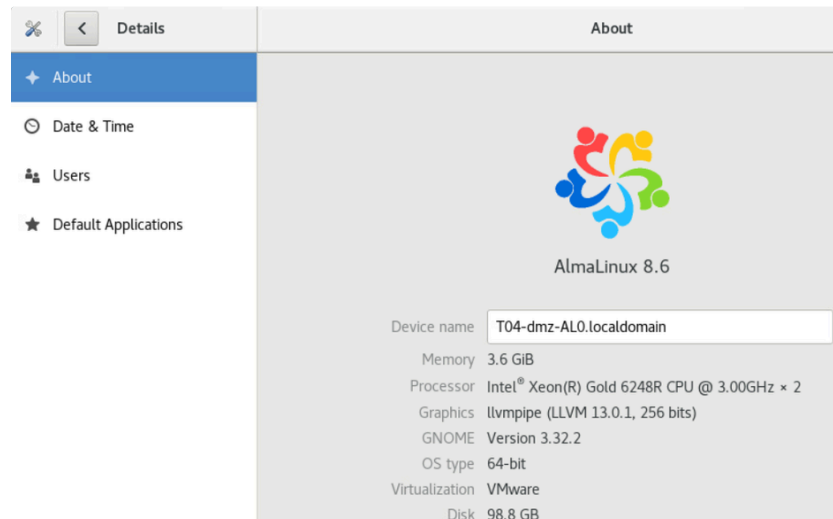 Details
About
About
Date & Time
Users
Default Applications
AlmaLinux 8.6
Device name T04-dmz-AL0.localdomain
Memory 3.6 GiB
Processor Intel® Xeon(R) Gold 6248R CPU @ 3.00GHz × 2
Graphics llvmpipe (LLVM 13.0.1, 256 bits)
GNOME Version 3.32.2
OS type 64-bit
Virtualization VMware
Disk 98.8 GB